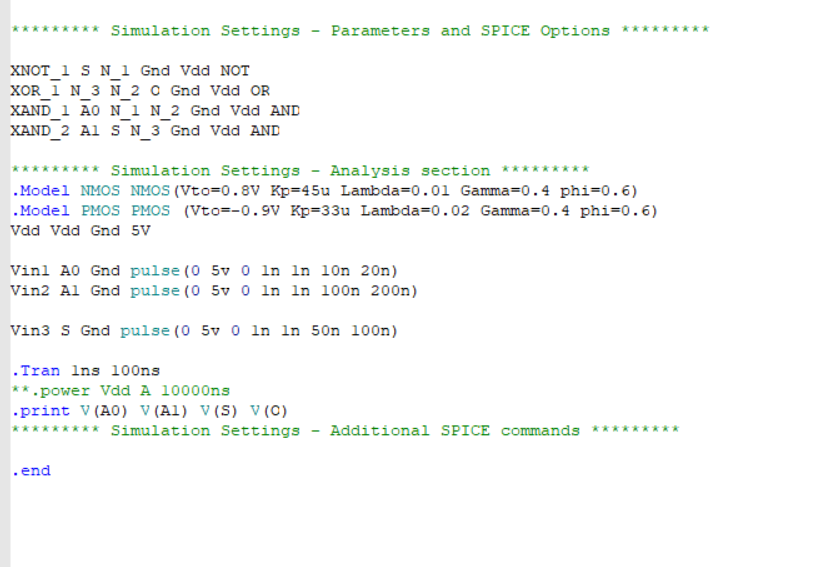 ********* Simulation Settings - Parameters and SPICE Options *********
XNOT_1 S N_1 Gnd Vdd NOT
XOR_1 N_3 N_2 O Gnd Vdd OR
XAND_1 A0 N_1 N_2 Gnd Vdd AND
XAND_2 A1 S N_3 Gnd Vdd AND
********* Simulation Settings - Analysis section *********
.Model NMOS NMOS(Vto=0.8V Kp=45u Lambda=0.01 Gamma=0.4 phi=0.6)
.Model PMOS PMOS (Vto=-0.9V Kp=33u Lambda=0.02 Gamma=0.4 phi=0.6)
Vdd Vdd Gnd 5V
Vin1 A0 Gnd pulse(0 5v 0 1n 1n 10n 20n)
Vin2 A1 Gnd pulse(0 5v 0 1n 1n 100n 200n)
Vin3 S Gnd pulse(0 5v 0 1n 1n 50n 100n)
.Tran 1ns 100ns
**.power Vdd A 10000ns
.print V(A0) V(A1) V(S) V(O)
********* Simulation Settings - Additional SPICE commands *********
.end